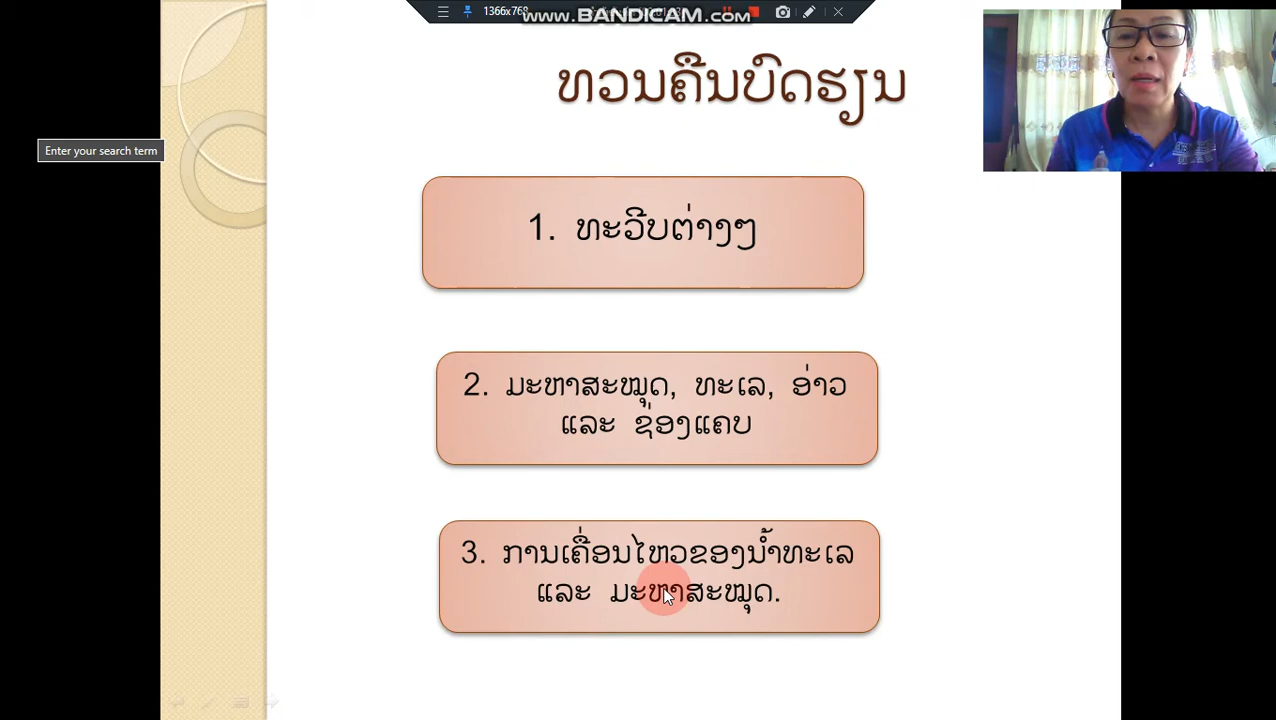 1366x768
www.BANDICAM.com
ທວນຄືນບົດຮຽນ
Enter your search term
1. ທະວີບຕ່າງໆ
2. ມະຫາສະໝຸດ, ທະເລ, ອ່າວ
ແລະ ຊ່ອງແຄບ
3. ການເຄື່ອນໄຫວຂອງນ້ຳທະເລ
ແລະ ມະຫາສະໝຸດ.